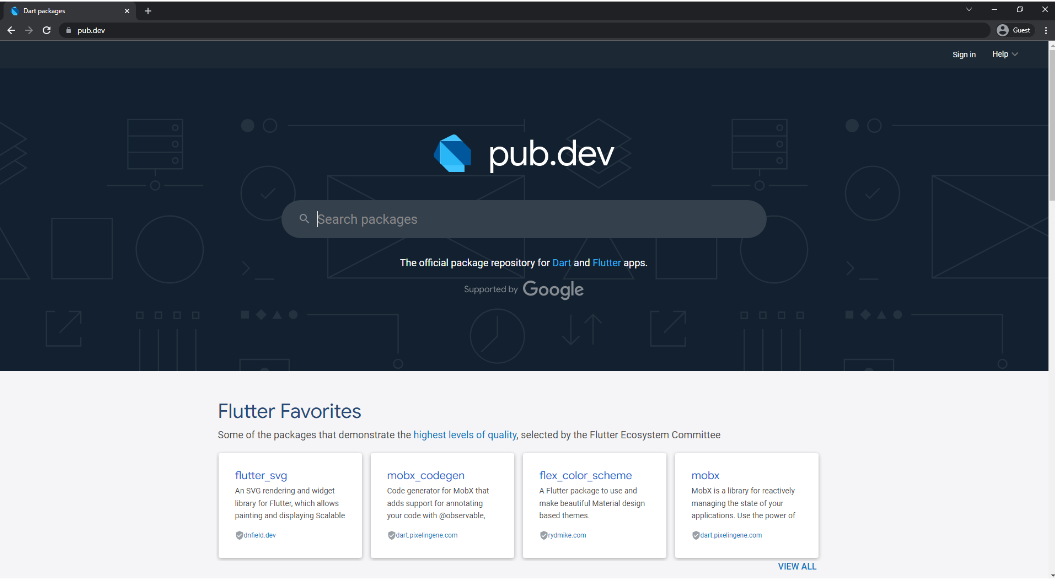 Dart packages
pub.dev
Guest
Sign in Help
pub.dev
Search packages
The official package repository for Dart and Flutter apps.
Supported by Google
Flutter Favorites
Some of the packages that demonstrate the highest levels of quality, selected by the Flutter Ecosystem Committee
flutter_svg
An SVG rendering and widget
library for Flutter, which allows
painting and displaying Scalable
dnfield.dev
mobx_codegen
Code generator for MobX that
adds support for annotating
your code with @observable,
dart.pixelingene.com
flex_color_scheme
A Flutter package to use and
make beautiful Material design
based themes.
rydmike.com
mobx
MobX is a library for reactively
managing the state of your
applications. Use the power of
dart.pixelingene.com
VIEW ALL